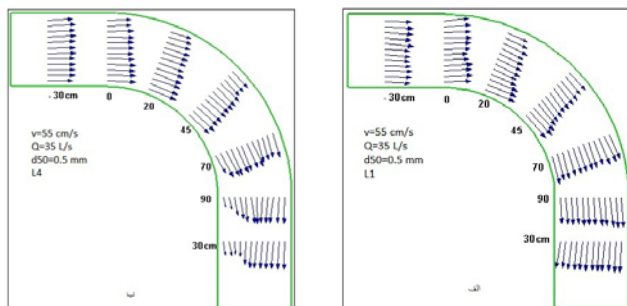 - 30cm
0
20
45
70
90
30cm
v=55 cm/s
Q=35 L/s
d50=0.5 mm
L4
ب
- 30cm
0
20
45
70
90
30cm
v=55 cm/s
Q=35 L/s
d50=0.5 mm
L1
الف